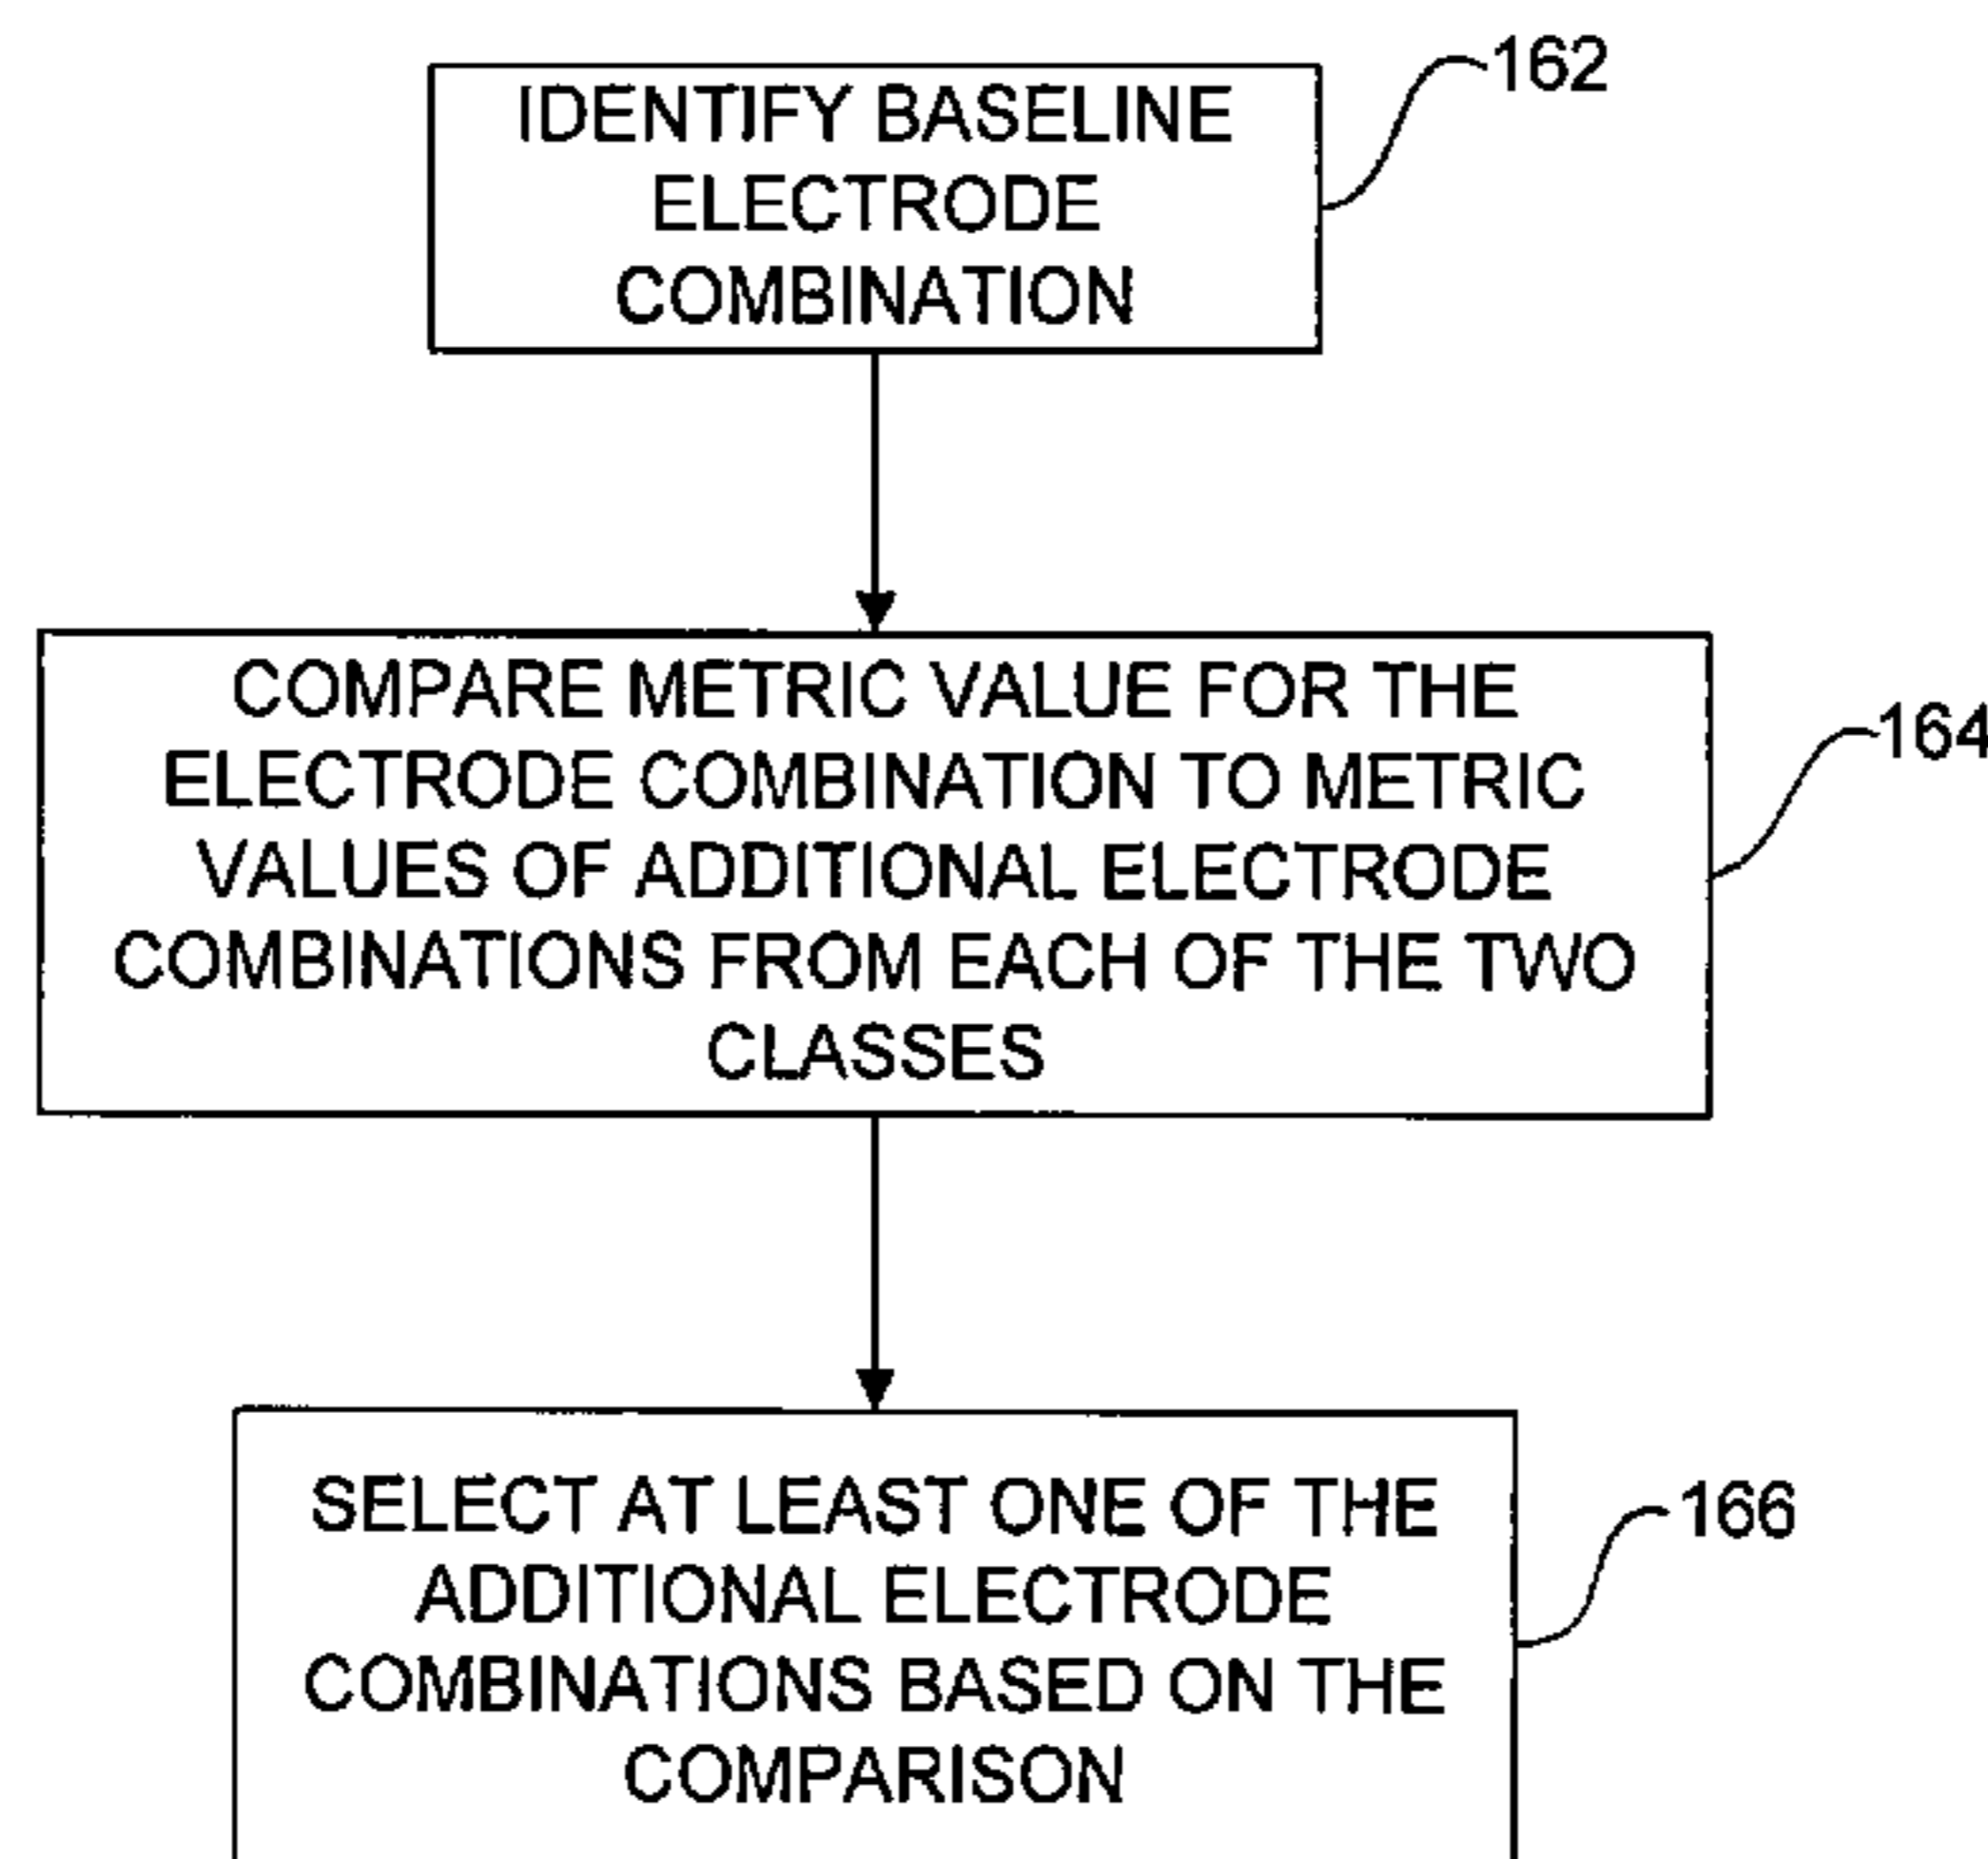 162
IDENTIFY BASELINE
ELECTRODE
COMBINATION
COMPARE METRIC VALUE FOR THE
ELECTRODE COMBINATION TO METRIC
VALUES OF ADDITIONAL ELECTRODE
COMBINATIONS FROM EACH OF THE TWO
CLASSES
164
SELECT AT LEAST ONE OF THE
ADDITIONAL ELECTRODE
COMBINATIONS BASED ON THE
COMPARISON
166